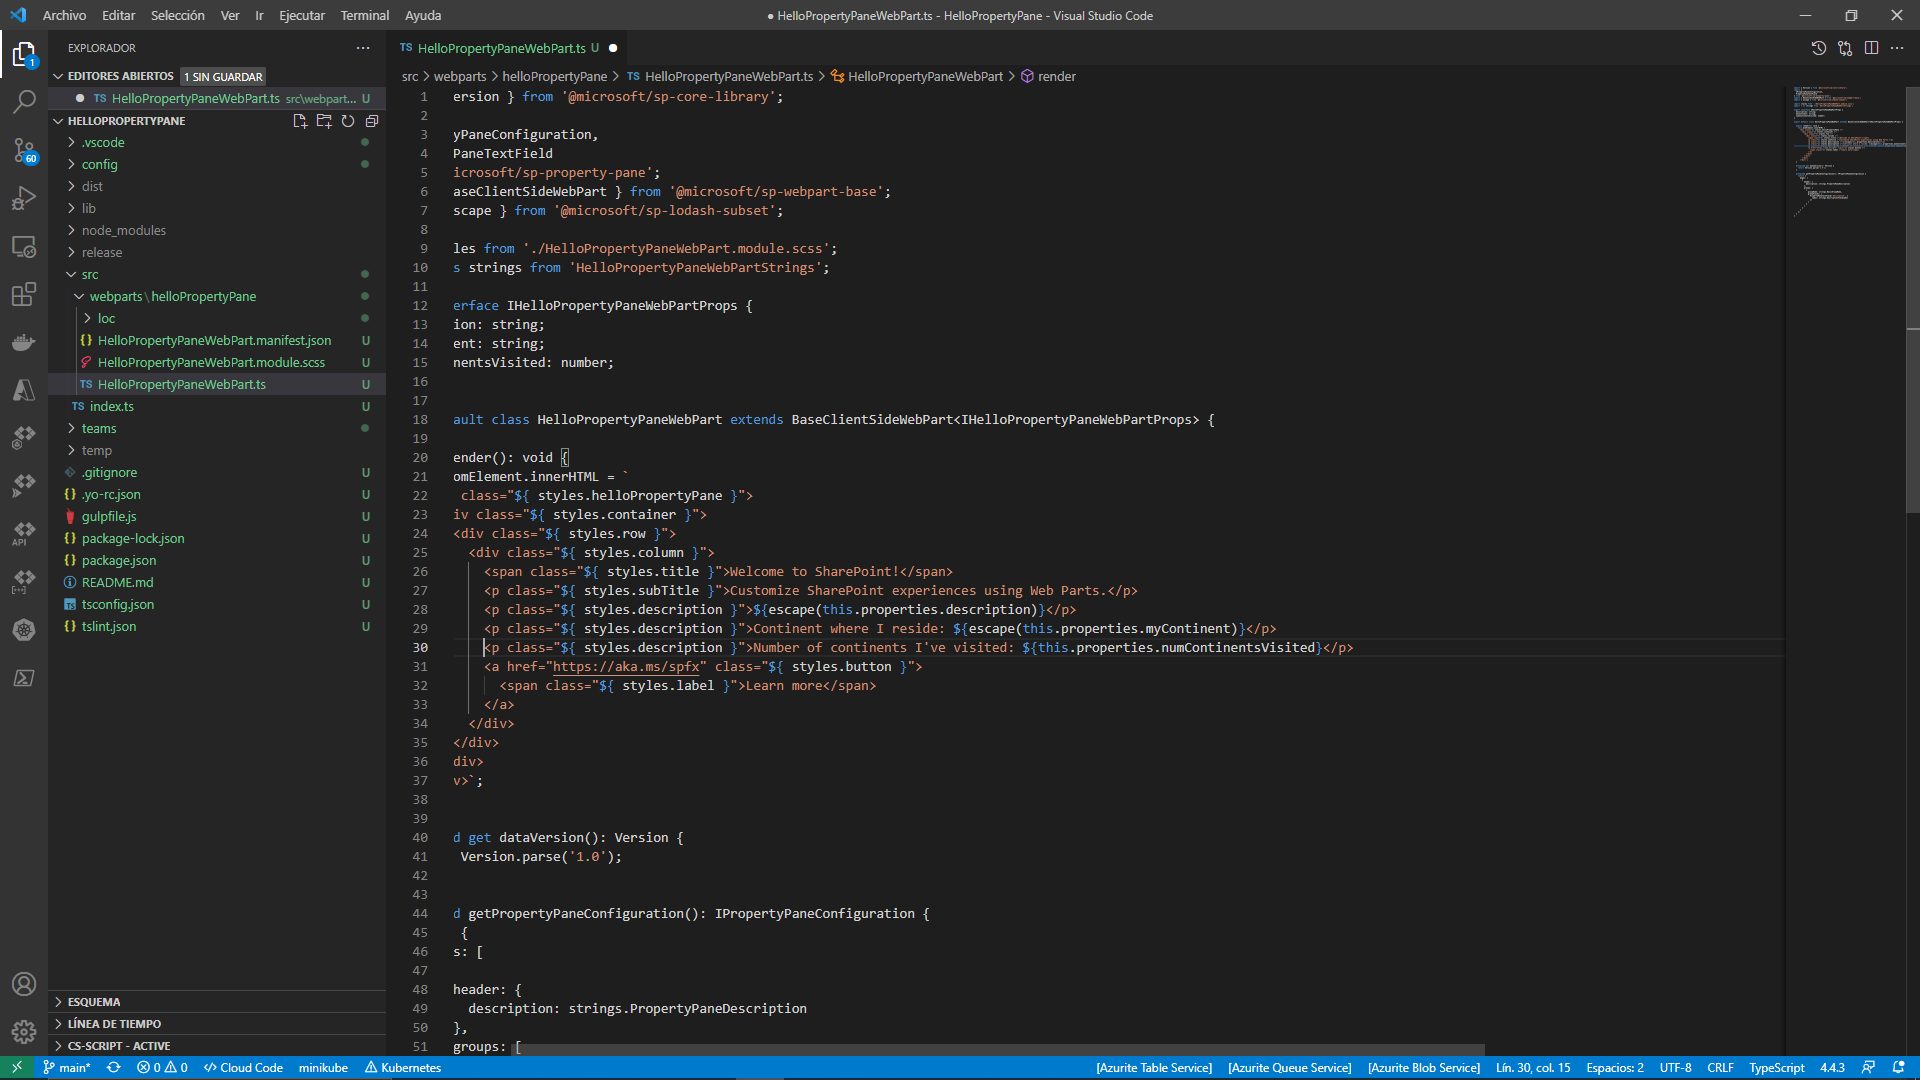 Archivo Editar Selección Ver Ir Ejecutar Terminal Ayuda
● HelloPropertyPaneWebPart.ts - HelloPropertyPane - Visual Studio Code
EXPLORADOR
EDITORES ABIERTOS 1 SIN GUARDAR
TS HelloPropertyPaneWebPart.ts src\webpart... U
HELLOPROPERTYPANE
.vscode
config
dist
lib
node_modules
release
src
webparts\helloPropertyPane
loc
{} HelloPropertyPaneWebPart.manifest.json U
HelloPropertyPaneWebPart.module.scss U
TS HelloPropertyPaneWebPart.ts U
TS index.ts U
teams
temp
.gitignore U
{} .yo-rc.json U
gulpfile.js U
{} package-lock.json U
{} package.json U
README.md U
TS tsconfig.json U
{} tslint.json U
ESQUEMA
LÍNEA DE TIEMPO
CS-SCRIPT - ACTIVE
1
60
API
TS HelloPropertyPaneWebPart.ts U ●
src > webparts > helloPropertyPane > TS HelloPropertyPaneWebPart.ts > HelloPropertyPaneWebPart > render
1 ersion } from '@microsoft/sp-core-library';
2
3 yPaneConfiguration,
4 PaneTextField
5 icrosoft/sp-property-pane';
6 aseClientSideWebPart } from '@microsoft/sp-webpart-base';
7 scape } from '@microsoft/sp-lodash-subset';
8
9 les from './HelloPropertyPaneWebPart.module.scss';
10 s strings from 'HelloPropertyPaneWebPartStrings';
11
12 erface IHelloPropertyPaneWebPartProps {
13 ion: string;
14 ent: string;
15 nentsVisited: number;
16
17
18 ault class HelloPropertyPaneWebPart extends BaseClientSideWebPart<IHelloPropertyPaneWebPartProps> {
19
20 ender(): void {
21 omElement.innerHTML = `
22 class="${ styles.helloPropertyPane }">
23 iv class="${ styles.container }">
24 <div class="${ styles.row }">
25 <div class="${ styles.column }">
26 <span class="${ styles.title }">Welcome to SharePoint!</span>
27 <p class="${ styles.subTitle }">Customize SharePoint experiences using Web Parts.</p>
28 <p class="${ styles.description }">${escape(this.properties.description)}</p>
29 <p class="${ styles.description }">Continent where I reside: ${escape(this.properties.myContinent)}</p>
30 <p class="${ styles.description }">Number of continents I've visited: ${this.properties.numContinentsVisited}</p>
31 <a href="https://aka.ms/spfx" class="${ styles.button }">
32 <span class="${ styles.label }">Learn more</span>
33 </a>
34 </div>
35 </div>
36 div>
37 v>`;
38
39
40 d get dataVersion(): Version {
41 Version.parse('1.0');
42
43
44 d getPropertyPaneConfiguration(): IPropertyPaneConfiguration {
45 {
46 s: [
47
48 header: {
49 description: strings.PropertyPaneDescription
50 },
51 groups: [
main* 0 0 Cloud Code minikube Kubernetes [Azurite Table Service] [Azurite Queue Service] [Azurite Blob Service] Lín. 30, col. 15 Espacios: 2 UTF-8 CRLF TypeScript 4.4.3